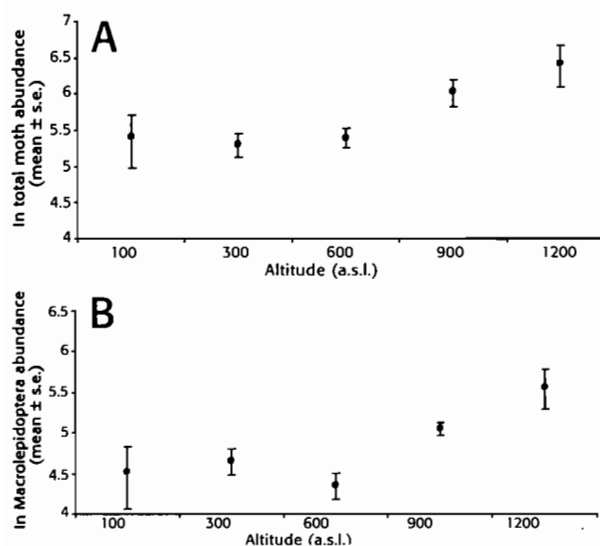 A
ln total moth abundance
(mean ± s.e.)
7
6.5
6
5.5
5
4.5
4
100 300 600 900 1200
Altitude (a.s.l.)
B
ln Macrolepidoptera abundance
(mean ± s.e.)
6.5
6
5.5
5
4.5
4
100 300 600 900 1200
Altitude (a.s.l.)